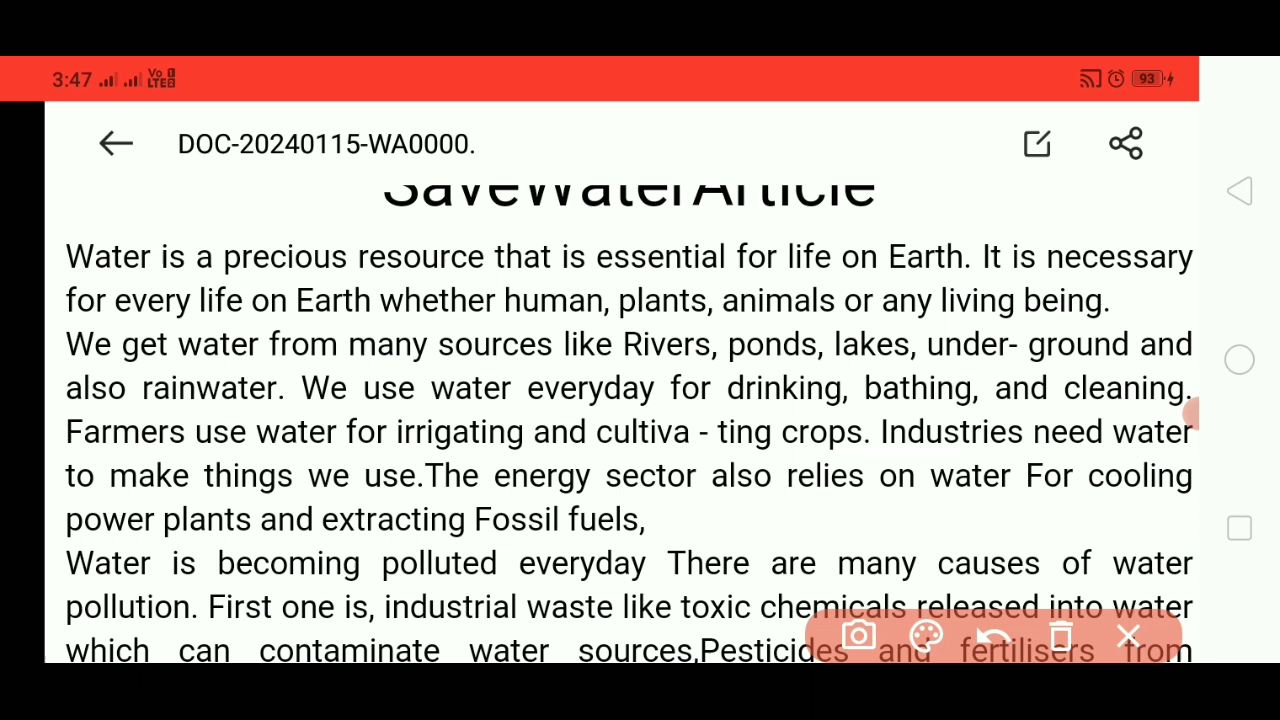 3:47 Vo LTE 93
DOC-20240115-WA0000.
SaveWaterArticle
Water is a precious resource that is essential for life on Earth. It is necessary
for every life on Earth whether human, plants, animals or any living being.
We get water from many sources like Rivers, ponds, lakes, under- ground and
also rainwater. We use water everyday for drinking, bathing, and cleaning.
Farmers use water for irrigating and cultiva - ting crops. Industries need water
to make things we use.The energy sector also relies on water For cooling
power plants and extracting Fossil fuels,
Water is becoming polluted everyday There are many causes of water
pollution. First one is, industrial waste like toxic chemicals released into water
which can contaminate water sources,Pesticides and fertilisers from